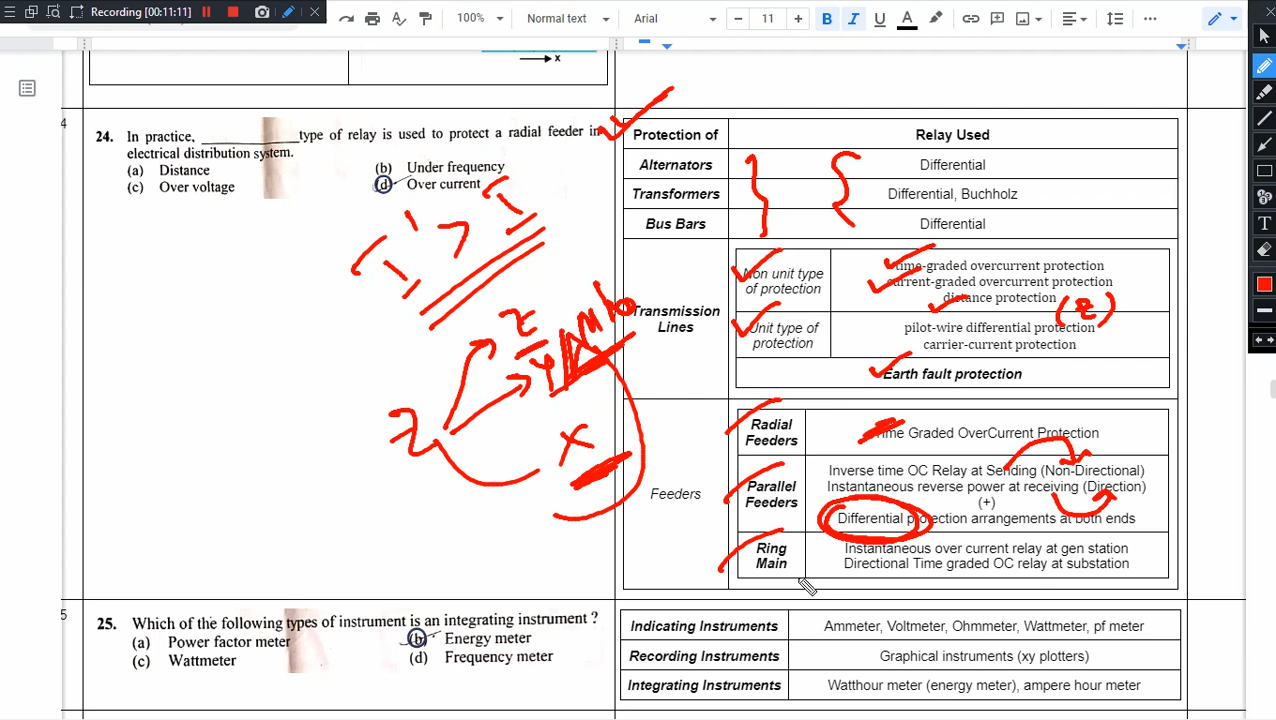 Recording [00:11:11]
100%
Normal text
Arial
11
B I U A
x
4
24. In practice, ____________ type of relay is used to protect a radial feeder in
electrical distribution system.
(a) Distance (b) Under frequency
(c) Over voltage (d) Over current
Protection of Relay Used
Alternators Differential
Transformers Differential, Buchholz
Bus Bars Differential
Transmission Lines
Non unit type of protection
time-graded overcurrent protection
current-graded overcurrent protection
distance protection
(Z)
Unit type of protection
pilot-wire differential protection
carrier-current protection
Earth fault protection
I' > I
Z
X
Feeders
Radial Feeders
Time Graded OverCurrent Protection
Parallel Feeders
Inverse time OC Relay at Sending (Non-Directional)
Instantaneous reverse power at receiving (Direction)
(+)
Differential protection arrangements at both ends
Ring Main
Instantaneous over current relay at gen station
Directional Time graded OC relay at substation
5
25. Which of the following types of instrument is an integrating instrument ?
(a) Power factor meter (b) Energy meter
(c) Wattmeter (d) Frequency meter
Indicating Instruments Ammeter, Voltmeter, Ohmmeter, Wattmeter, pf meter
Recording Instruments Graphical instruments (xy plotters)
Integrating Instruments Watthour meter (energy meter), ampere hour meter